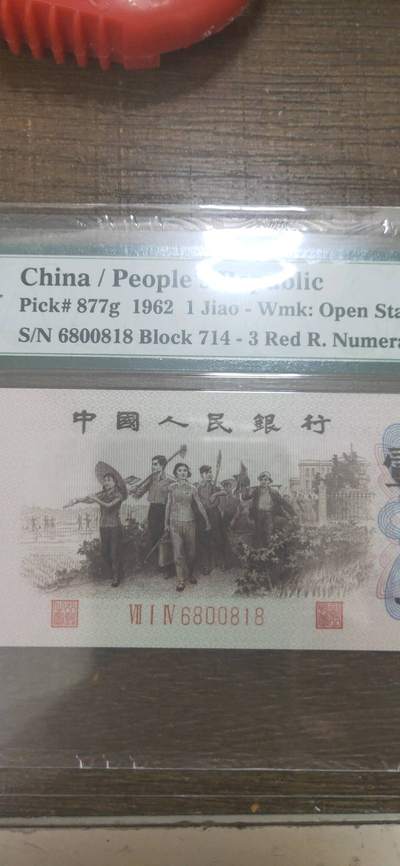 China / People Republic
Pick# 877g 1962 1 Jiao - Wmk: Open Sta
S/N 6800818 Block 714 - 3 Red R. Numera
中國人民銀行
Ⅶ Ⅰ Ⅳ 6800818